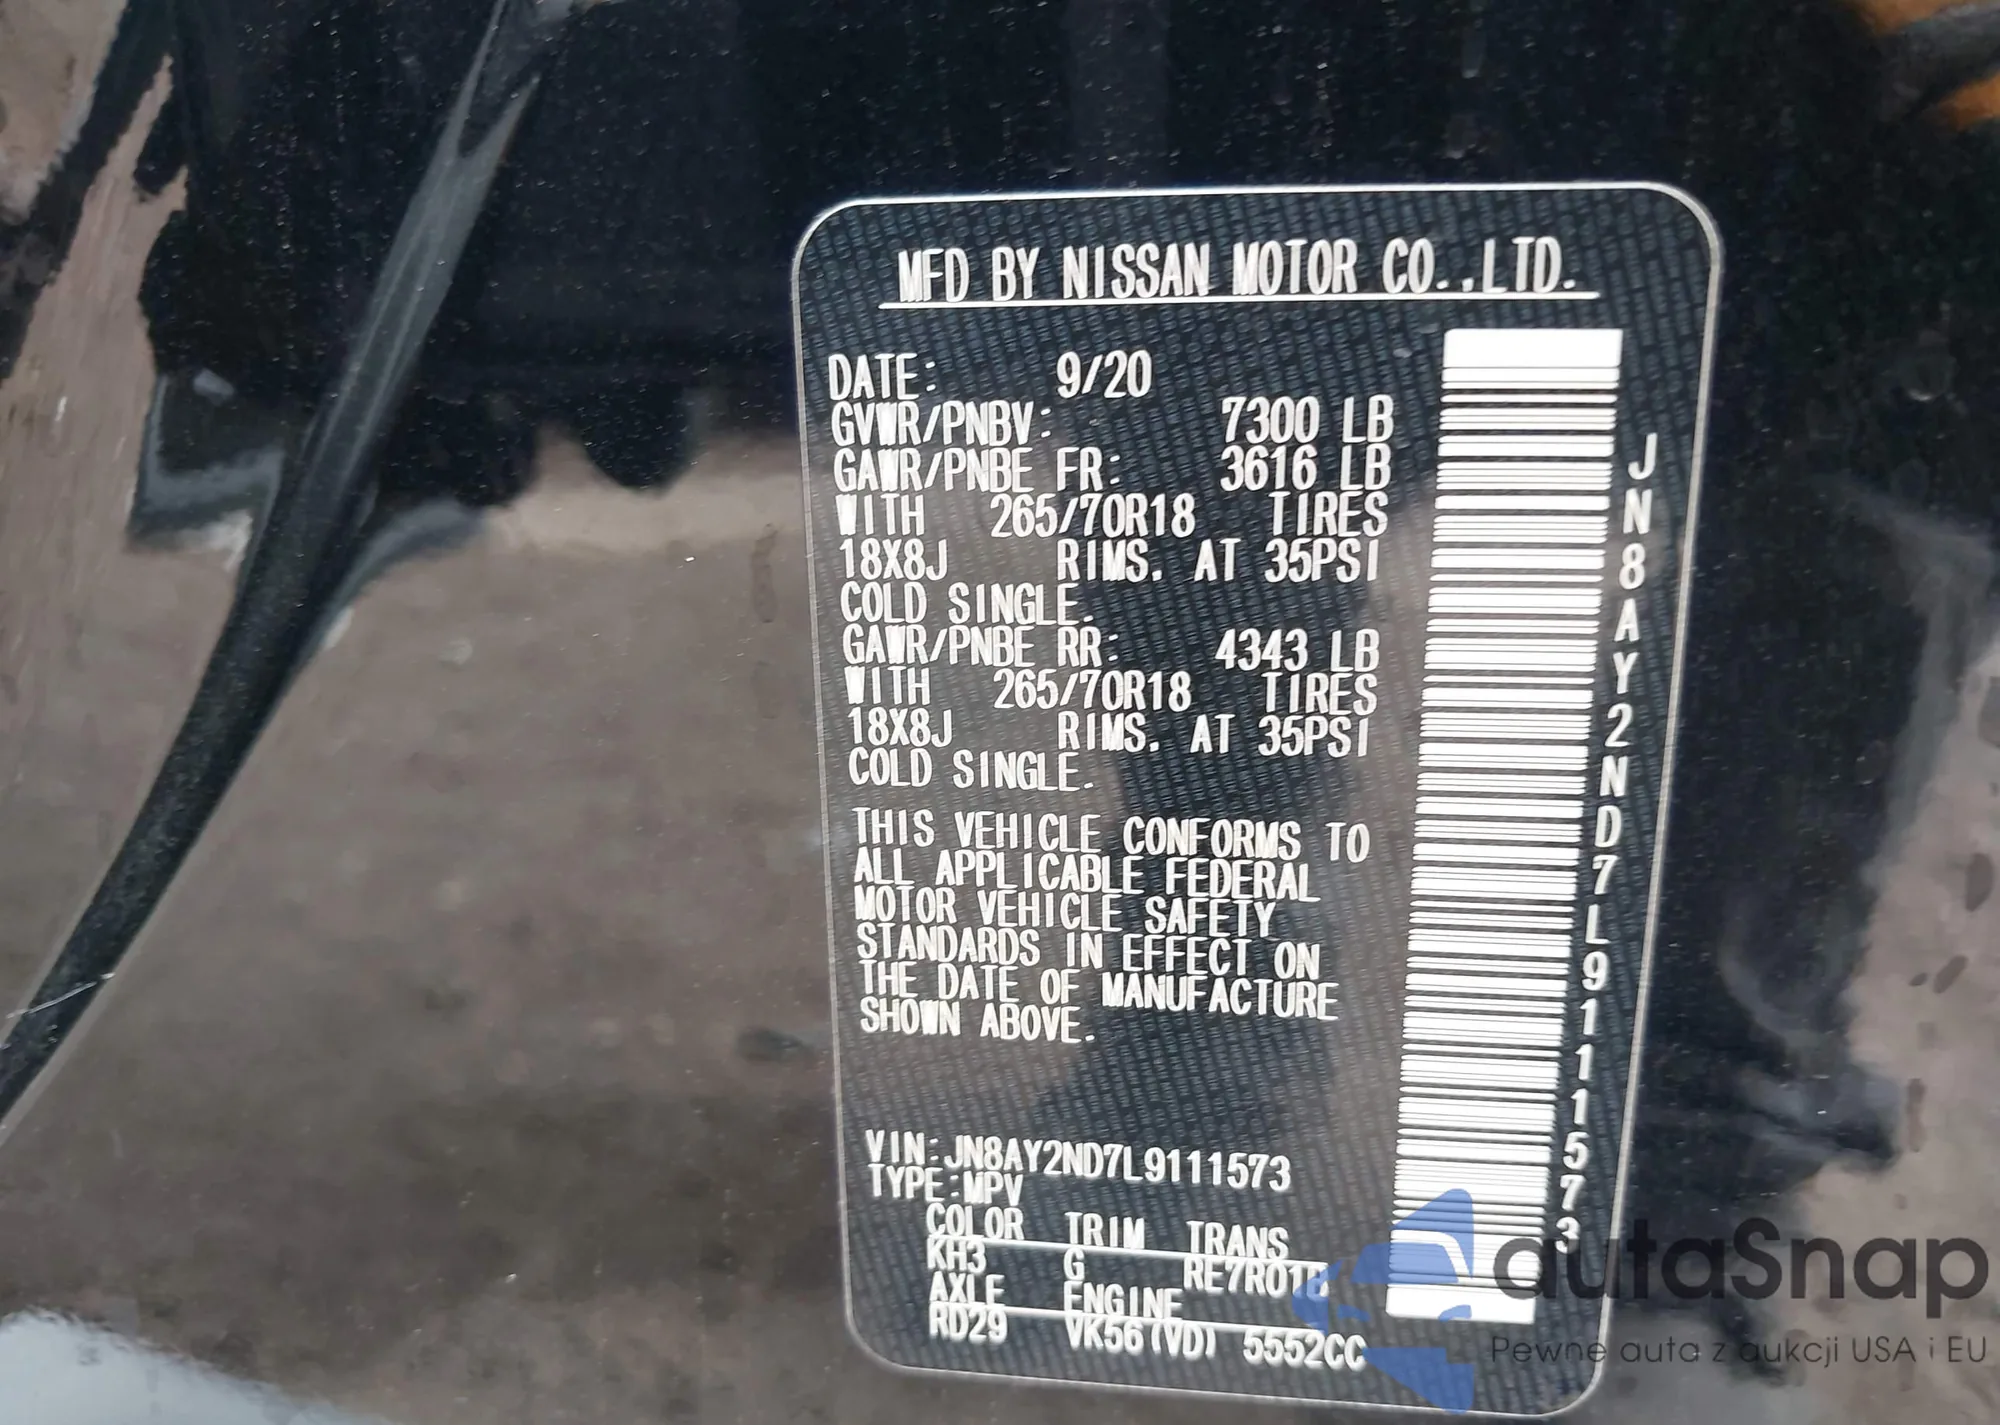 MFD BY NISSAN MOTOR CO.,LTD.
DATE: 9/20
GVWR/PNBV: 7300 LB
GAWR/PNBE FR: 3616 LB
WITH 265/70R18 TIRES
18X8J RIMS. AT 35PSI
COLD SINGLE.
GAWR/PNBE RR: 4343 LB
WITH 265/70R18 TIRES
18X8J RIMS. AT 35PSI
COLD SINGLE.
THIS VEHICLE CONFORMS TO
ALL APPLICABLE FEDERAL
MOTOR VEHICLE SAFETY
STANDARDS IN EFFECT ON
THE DATE OF MANUFACTURE
SHOWN ABOVE.
VIN:JN8AY2ND7L9111573
TYPE:MPV
COLOR TRIM TRANS
KH3 G
AXLE ENGINE
RD29 VK56(VD) 5552CC
JN8AY2ND7L9111573
autaSnap
Pewne auta z aukcji USA i EU